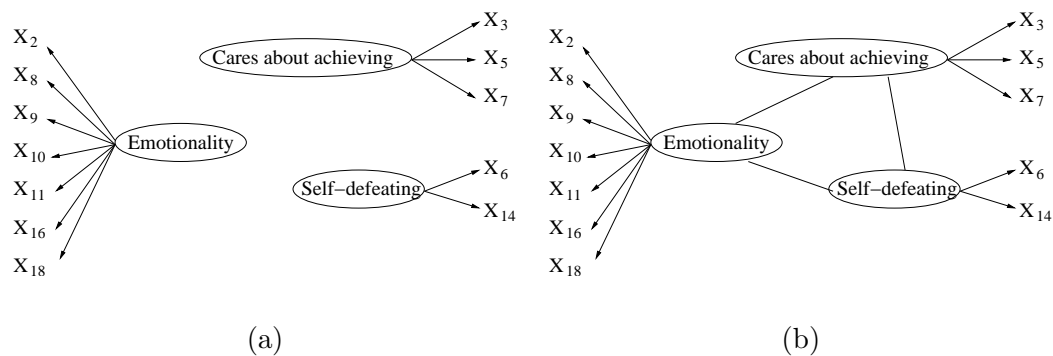 X2
X8
X9
X10
X11
X16
X18
Emotionality
Cares about achieving
X3
X5
X7
Self−defeating
X6
X14
(a)
X2
X8
X9
X10
X11
X16
X18
Emotionality
Cares about achieving
X3
X5
X7
Self−defeating
X6
X14
(b)